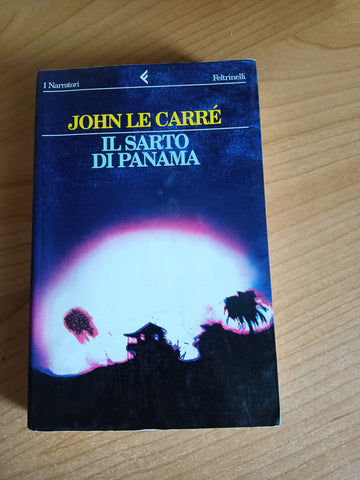 I Narratori
Feltrinelli
JOHN LE CARRÉ
IL SARTO
DI PANAMA